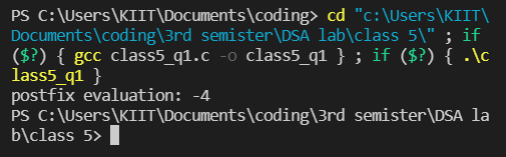 PS C:\Users\KIIT\Documents\coding> cd "c:\Users\KIIT\
Documents\coding\3rd semister\DSA lab\class 5\" ; if 
($?) { gcc class5_q1.c -o class5_q1 } ; if ($?) { .\c
lass5_q1 }
postfix evaluation: -4
PS C:\Users\KIIT\Documents\coding\3rd semister\DSA la
b\class 5>